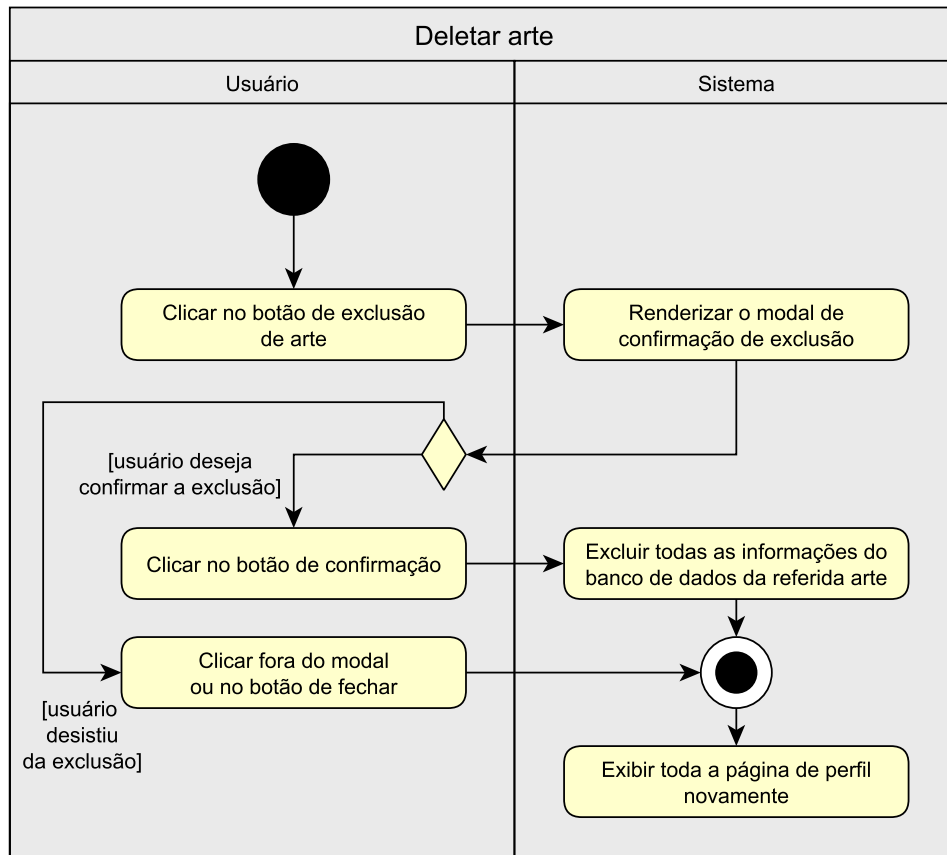 Deletar arte
Usuário
Sistema
Clicar no botão de exclusão
de arte
Renderizar o modal de
confirmação de exclusão
[usuário deseja
confirmar a exclusão]
Clicar no botão de confirmação
Excluir todas as informações do
banco de dados da referida arte
Clicar fora do modal
ou no botão de fechar
[usuário
desistiu
da exclusão]
Exibir toda a página de perfil
novamente